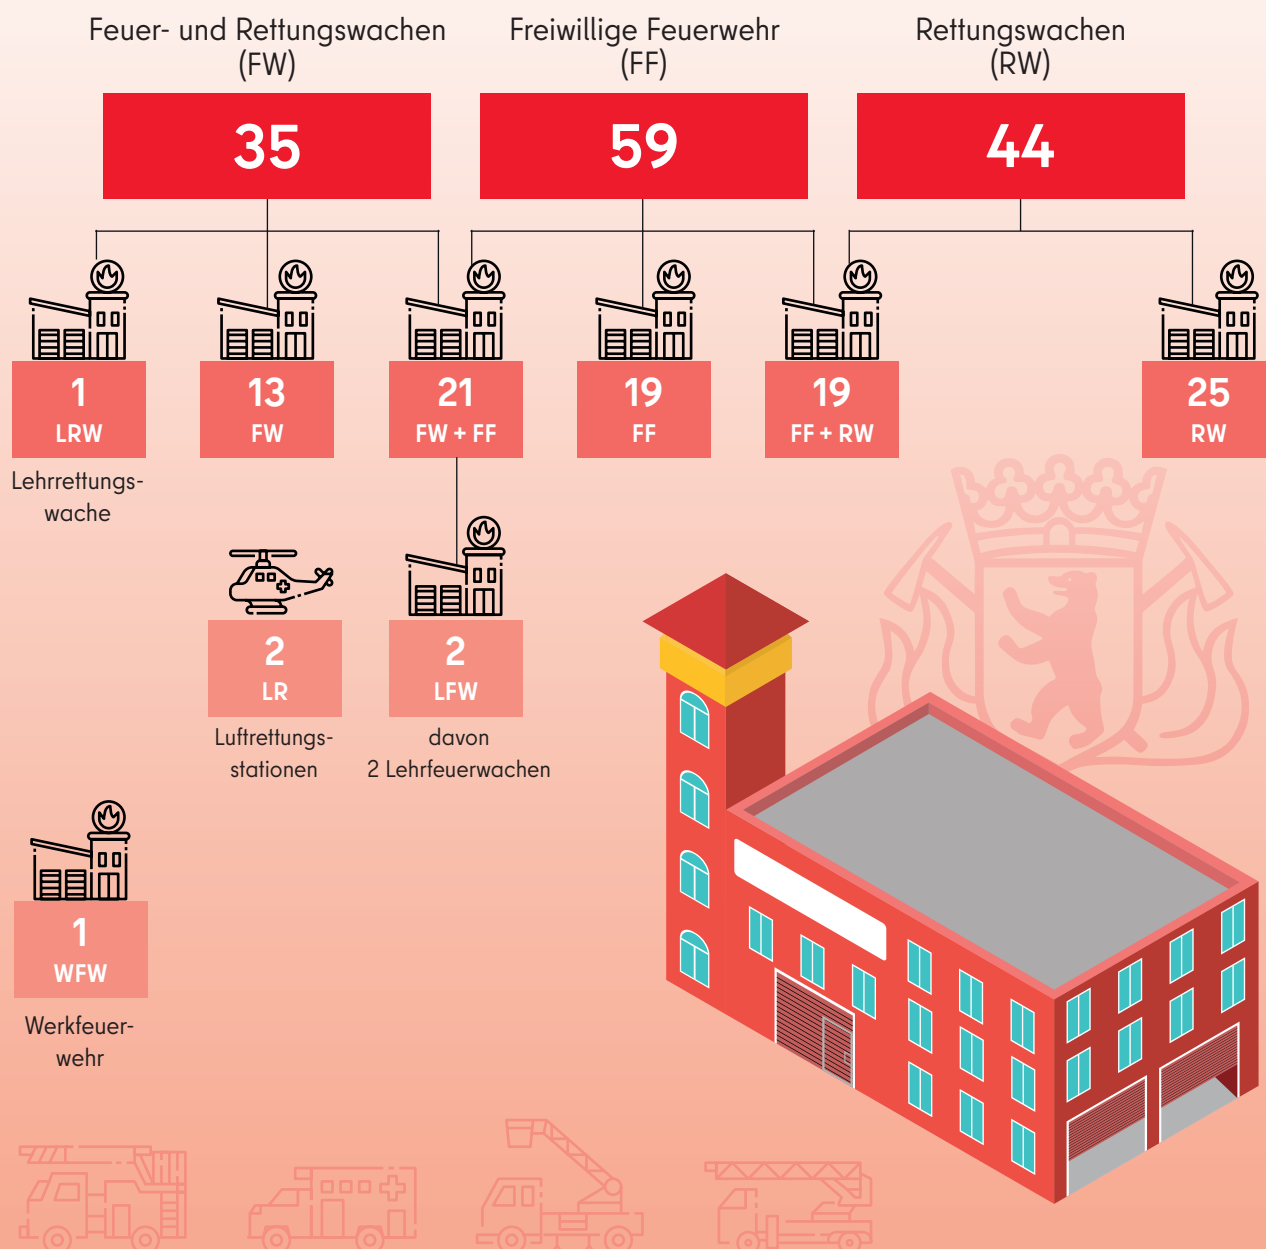 Feuer- und Rettungswachen
(FW)
Freiwillige Feuerwehr
(FF)
Rettungswachen
(RW)
35
59
44
1
LRW
Lehrrettungs-
wache
13
FW
21
FW + FF
19
FF
19
FF + RW
25
RW
2
LR
Luftrettungs-
stationen
2
LFW
davon
2 Lehrfeuerwachen
1
WFW
Werkfeuer-
wehr